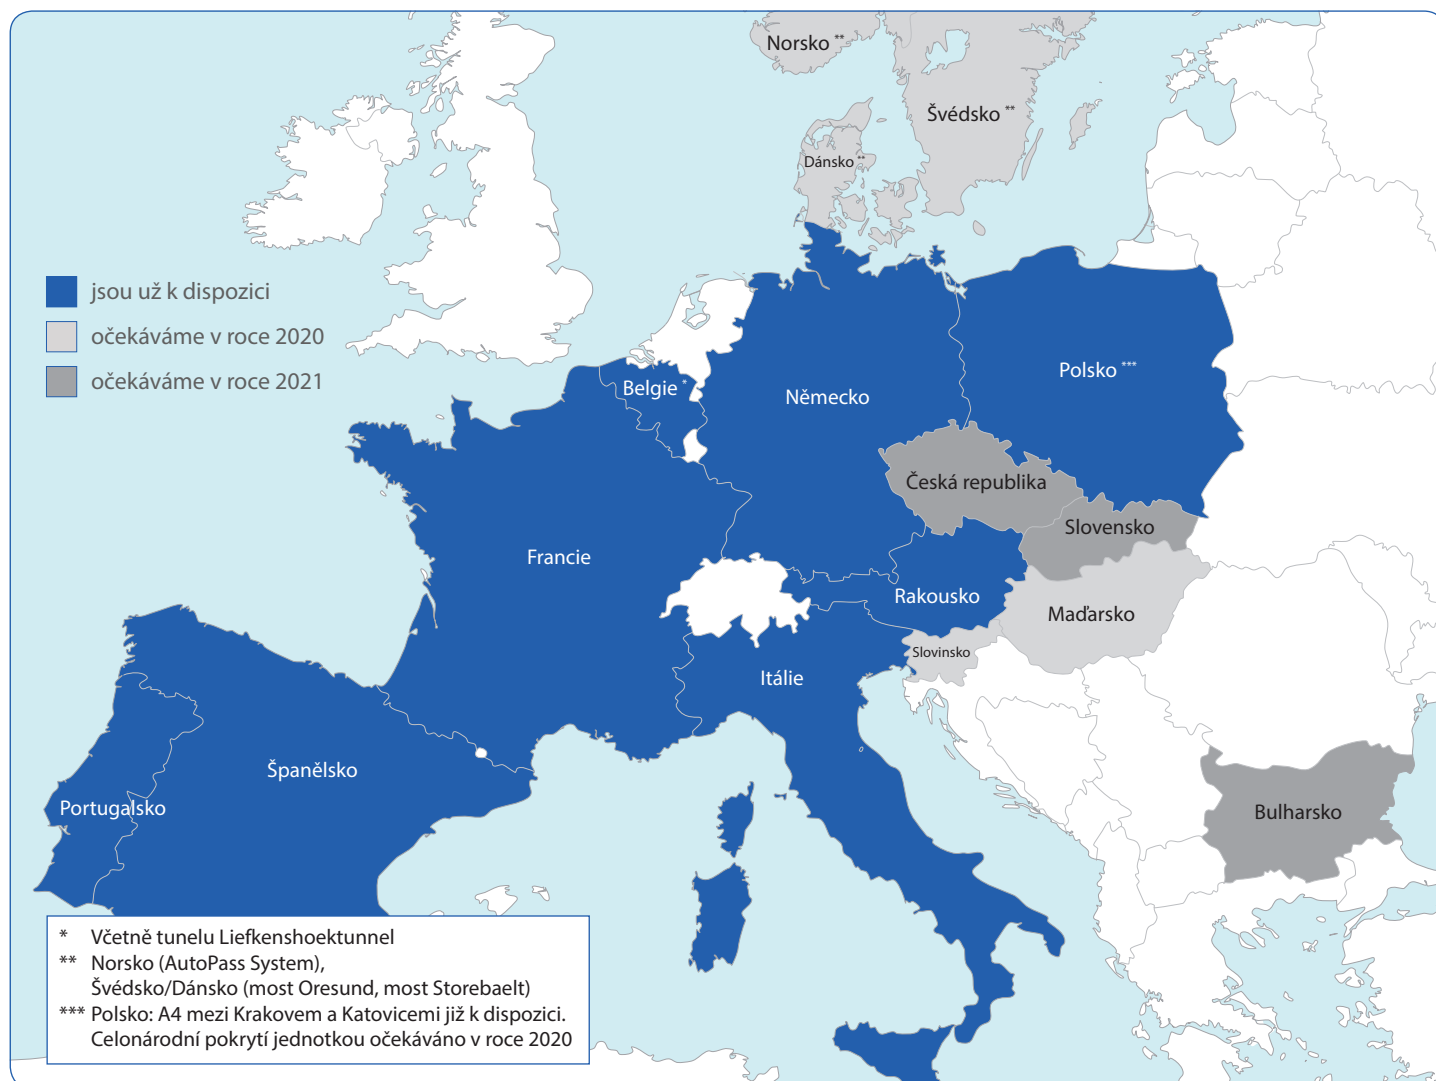 Norsko **
Švédsko **
Dánsko **
jsou už k dispozici
očekáváme v roce 2020
očekáváme v roce 2021
Belgie *
Německo
Polsko ***
Česká republika
Slovensko
Francie
Rakousko
Maďarsko
Slovinsko
Itálie
Španělsko
Portugalsko
Bulharsko
* Včetně tunelu Liefkenshoektunnel
** Norsko (AutoPass System),
Švédsko/Dánsko (most Oresund, most Storebaelt)
*** Polsko: A4 mezi Krakovem a Katovicemi již k dispozici.
Celonárodní pokrytí jednotkou očekáváno v roce 2020